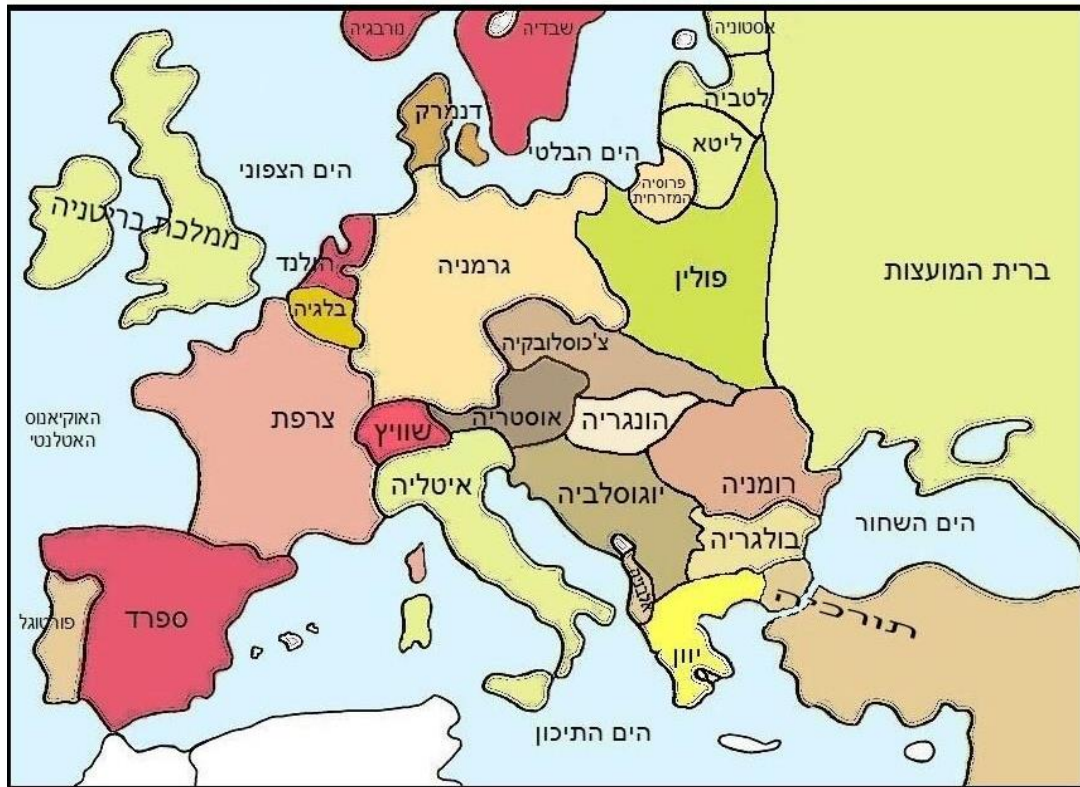 נורבגיה
שבדיה
אסטוניה
לטביה
ליטא
דנמרק
הים הבלטי
הים הצפוני
פרוסיה
המזרחית
ממלכת בריטניה
הולנד
גרמניה
פולין
ברית המועצות
בלגיה
צ'כוסלובקיה
האוקיאנוס
האטלנטי
צרפת
שוויץ
אוסטריה
הונגריה
רומניה
איטליה
יוגוסלביה
בולגריה
הים השחור
אלבניה
תורכיה
פורטוגל
ספרד
יוון
הים התיכון